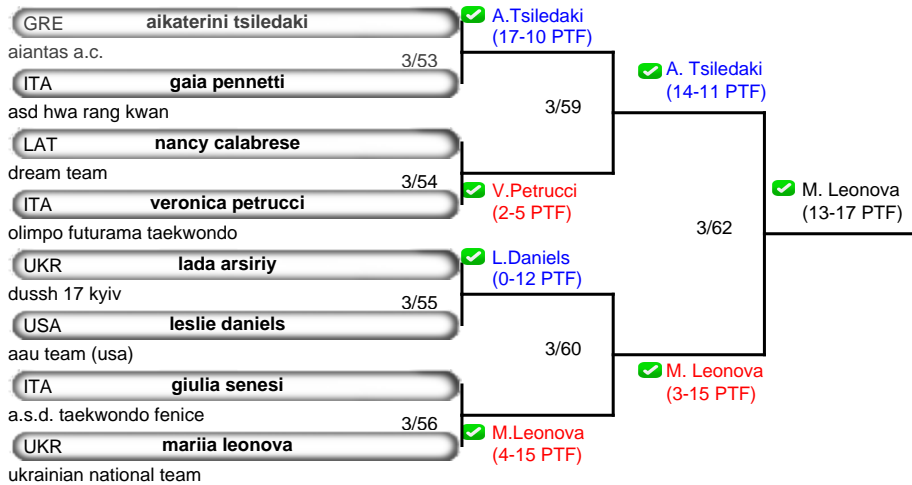 GRE aikaterini tsiledaki
aiantas a.c.
3/53
ITA gaia pennetti
asd hwa rang kwan
LAT nancy calabrese
dream team
3/54
ITA veronica petrucci
olimpo futurama taekwondo
UKR lada arsiriy
dussh 17 kyiv
3/55
USA leslie daniels
aau team (usa)
ITA giulia senesi
a.s.d. taekwondo fenice
3/56
UKR mariia leonova
ukrainian national team
A.Tsiledaki
(17-10 PTF)
3/59
V.Petrucci
(2-5 PTF)
L.Daniels
(0-12 PTF)
3/60
M.Leonova
(4-15 PTF)
A. Tsiledaki
(14-11 PTF)
3/62
M. Leonova
(3-15 PTF)
M. Leonova
(13-17 PTF)